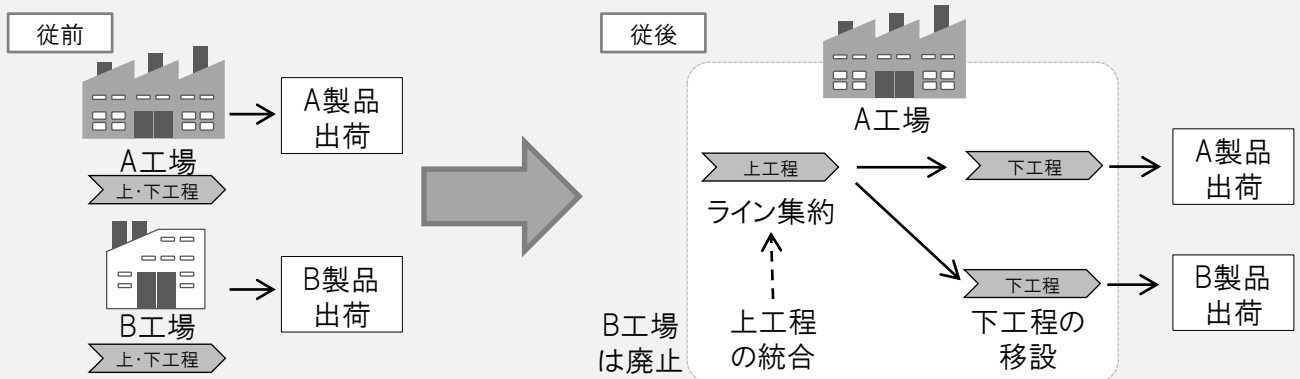 従前
A工場
上・下工程
A製品
出荷
B工場
上・下工程
B製品
出荷
従後
A工場
上工程
ライン集約
上工程
の統合
下工程
下工程
下工程の
移設
B工場
は廃止
A製品
出荷
B製品
出荷